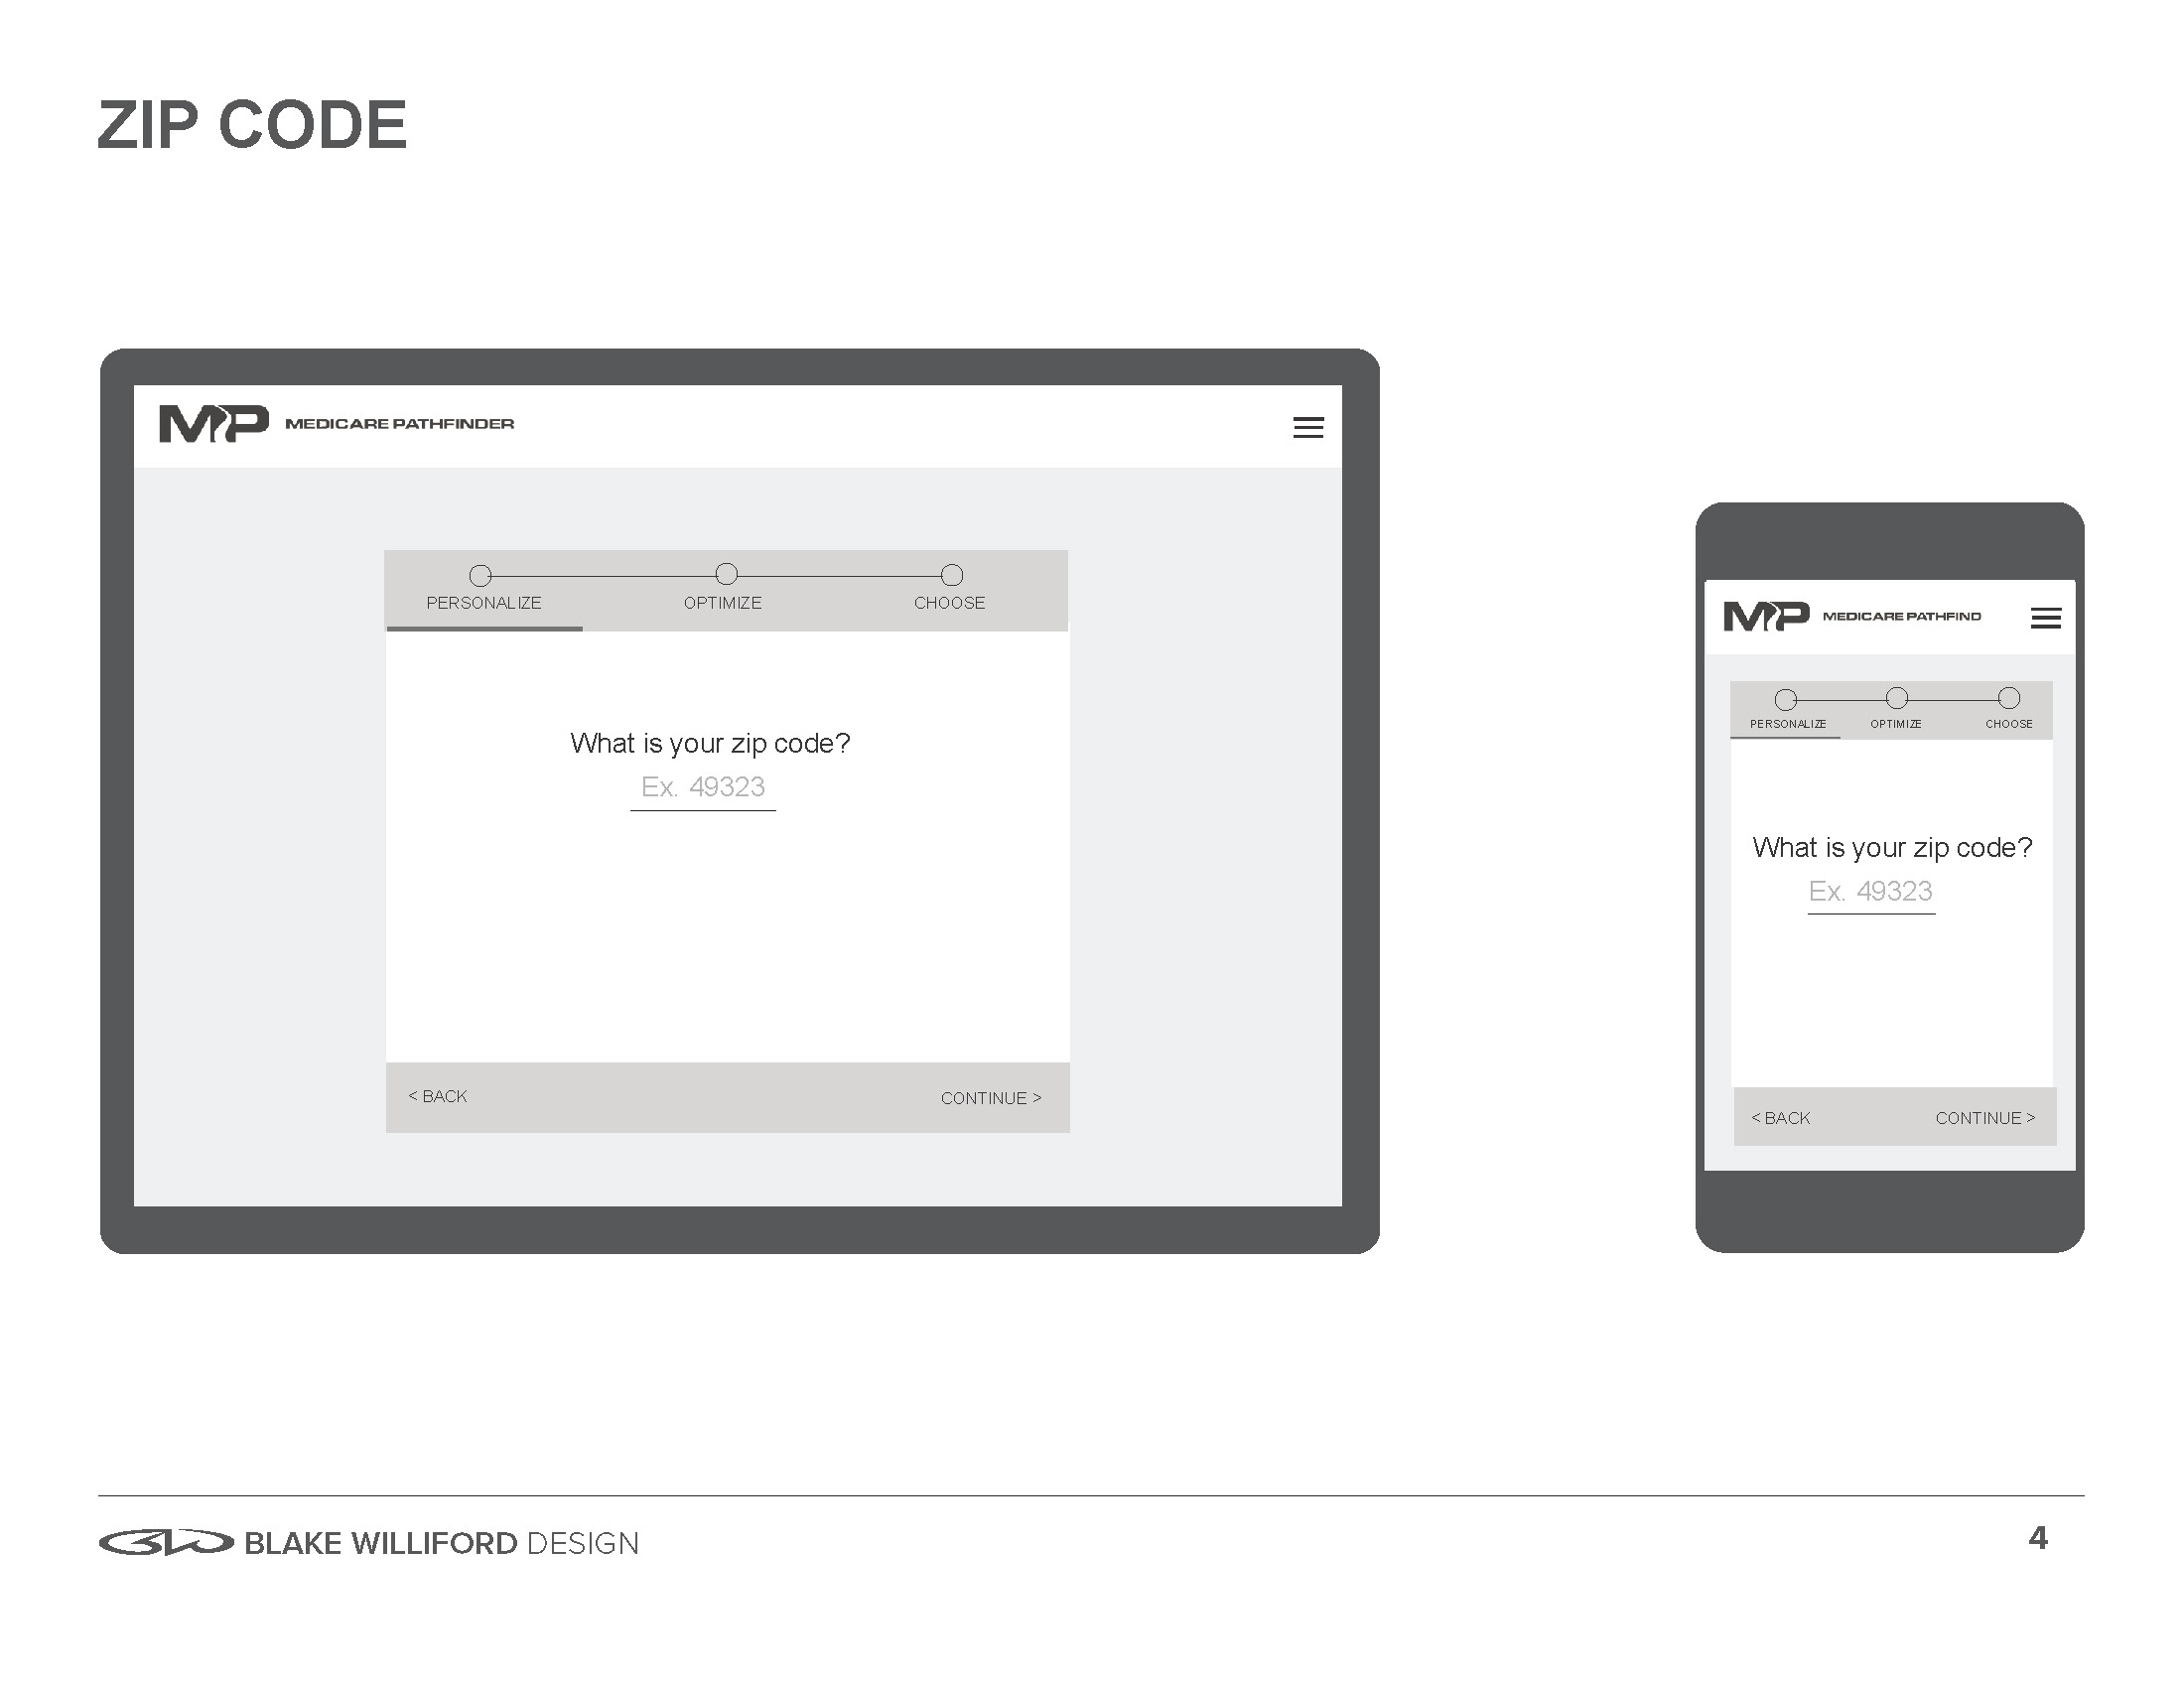 ZIP CODE
MP MEDICARE PATHFINDER
PERSONALIZE OPTIMIZE CHOOSE
What is your zip code?
Ex. 49323
< BACK CONTINUE >
MP MEDICARE PATHFIND
PERSONALIZE OPTIMIZE CHOOSE
What is your zip code?
Ex. 49323
< BACK CONTINUE >
BW BLAKE WILLIFORD DESIGN
4